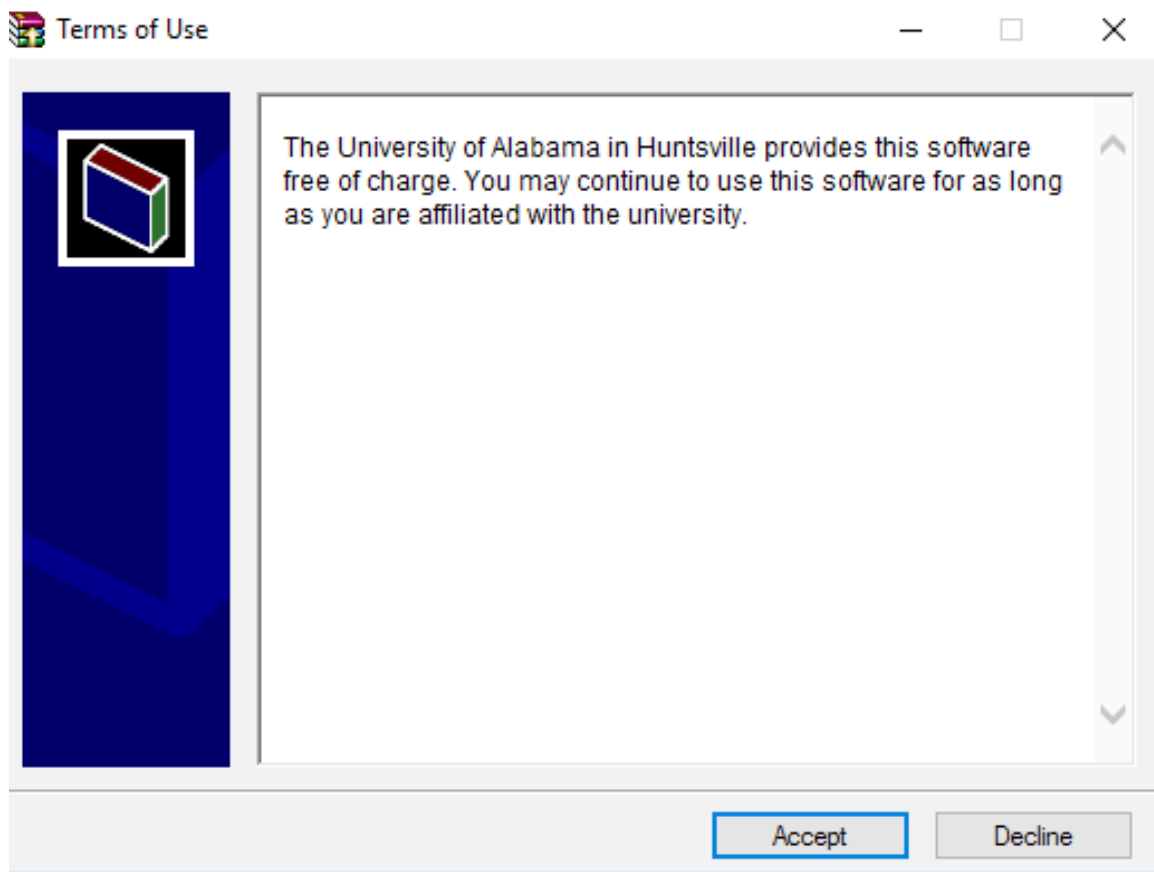 Terms of Use
The University of Alabama in Huntsville provides this software
free of charge. You may continue to use this software for as long
as you are affiliated with the university.
Accept
Decline